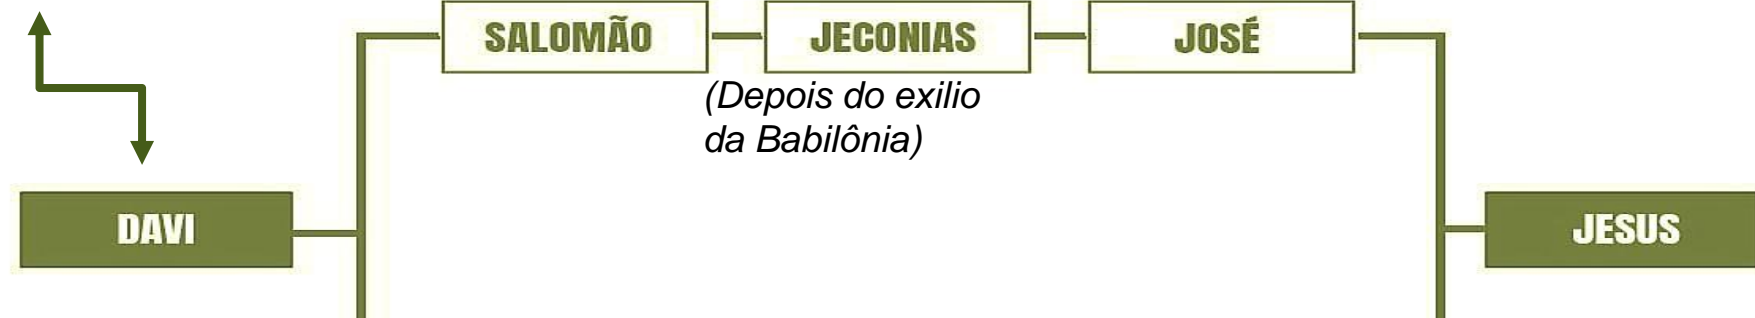 SALOMÃO JECONIAS JOSÉ
(Depois do exilio
da Babilônia)
DAVI JESUS